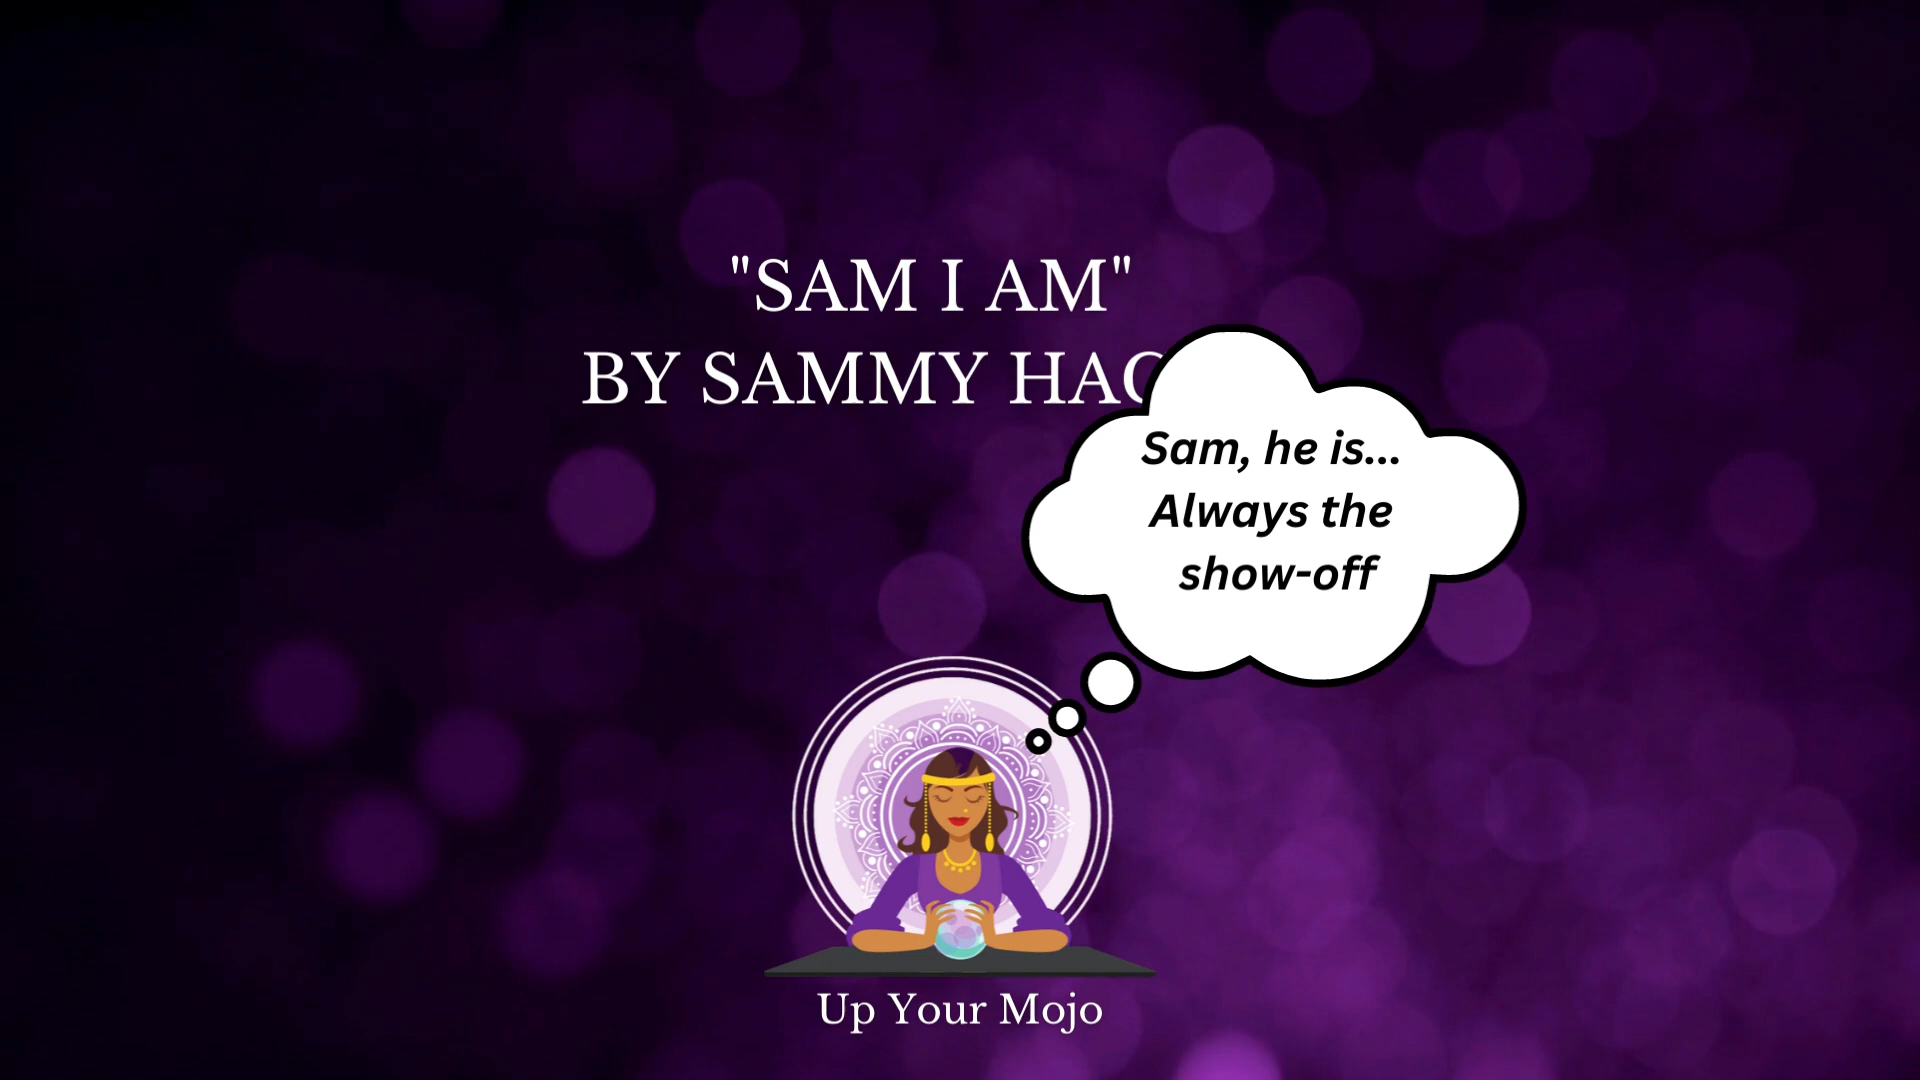 "SAM I AM"
BY SAMMY
Sam, he is...
Always the
show-off
Up Your Mojo